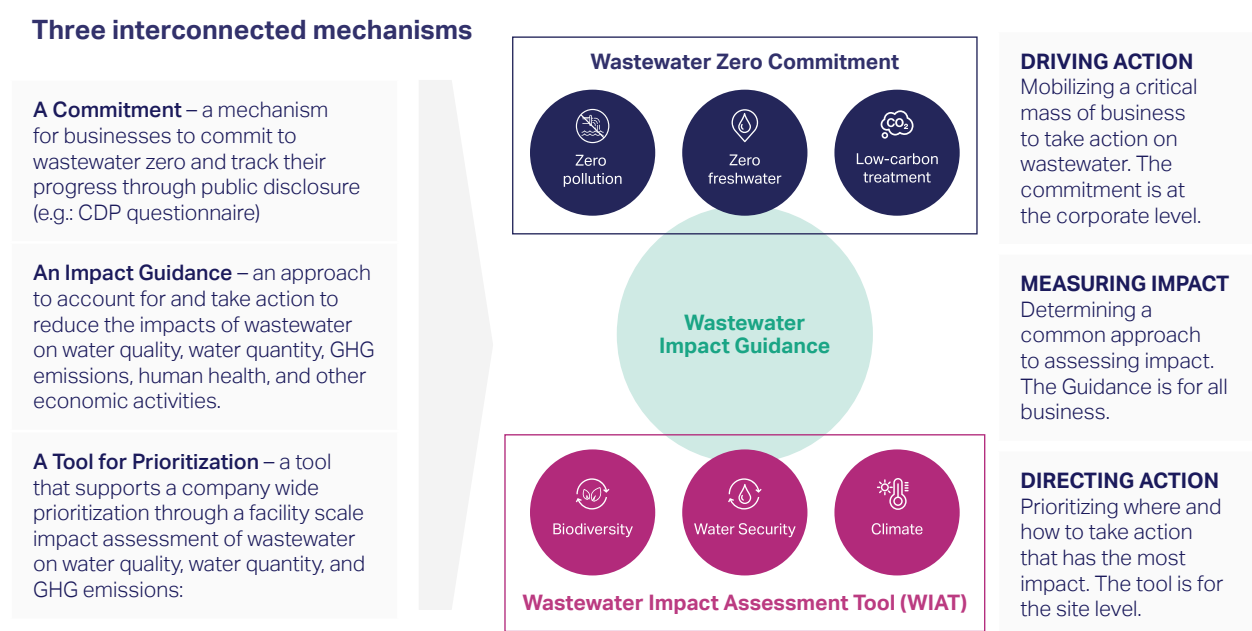 Three interconnected mechanisms
A Commitment – a mechanism
for businesses to commit to
wastewater zero and track their
progress through public disclosure
(e.g.: CDP questionnaire)
An Impact Guidance – an approach
to account for and take action to
reduce the impacts of wastewater
on water quality, water quantity, GHG
emissions, human health, and other
economic activities.
A Tool for Prioritization – a tool
that supports a company wide
prioritization through a facility scale
impact assessment of wastewater
on water quality, water quantity, and
GHG emissions:
Wastewater Zero Commitment
Zero
pollution
Zero
freshwater
CO2
Low-carbon
treatment
Wastewater
Impact Guidance
Biodiversity
Water Security
Climate
Wastewater Impact Assessment Tool (WIAT)
DRIVING ACTION
Mobilizing a critical
mass of business
to take action on
wastewater. The
commitment is at
the corporate level.
MEASURING IMPACT
Determining a
common approach
to assessing impact.
The Guidance is for all
business.
DIRECTING ACTION
Prioritizing where and
how to take action
that has the most
impact. The tool is for
the site level.